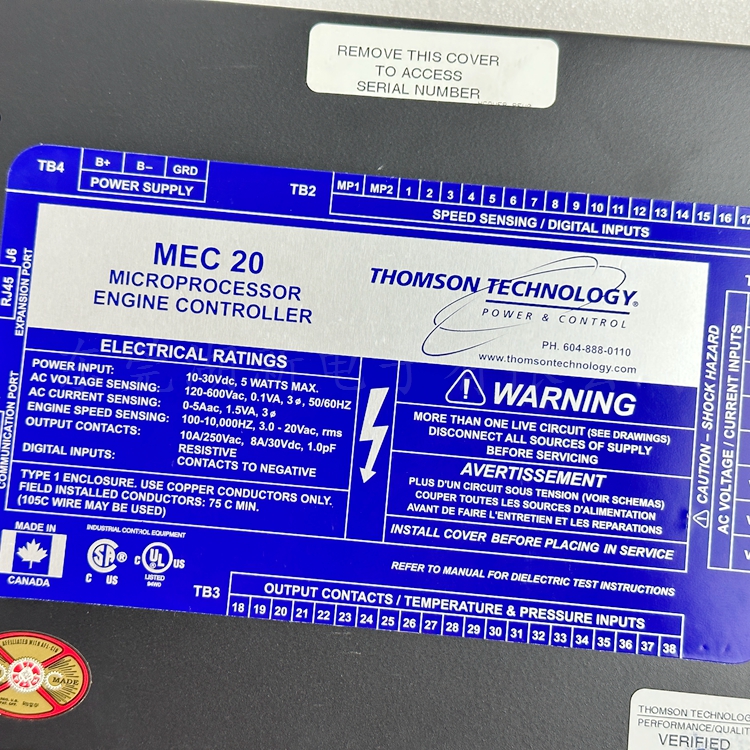 REMOVE THIS COVER
TO ACCESS
SERIAL NUMBER
TB4
B+ B– GRD
POWER SUPPLY
TB2
MP1 MP2 1 2 3 4 5 6 7 8 9 10 11 12 13 14 15 16 17
SPEED SENSING / DIGITAL INPUTS
RJ45 J6
EXPANSION PORT
COMMUNICATION PORT
MEC 20
MICROPROCESSOR
ENGINE CONTROLLER
THOMSON TECHNOLOGY®
POWER & CONTROL
PH. 604-888-0110
www.thomsontechnology.com
ELECTRICAL RATINGS
POWER INPUT: 10-30Vdc, 5 WATTS MAX.
AC VOLTAGE SENSING: 120-600Vac, 0.1VA, 3ø, 50/60HZ
AC CURRENT SENSING: 0-5Aac, 1.5VA, 3ø
ENGINE SPEED SENSING: 100-10,000HZ, 3.0 - 20Vac, rms
OUTPUT CONTACTS: 10A/250Vac, 8A/30Vdc, 1.0pF
RESISTIVE
DIGITAL INPUTS: CONTACTS TO NEGATIVE
TYPE 1 ENCLOSURE. USE COPPER CONDUCTORS ONLY.
FIELD INSTALLED CONDUCTORS: 75 C MIN.
(105C WIRE MAY BE USED)
WARNING
MORE THAN ONE LIVE CIRCUIT (SEE DRAWINGS)
DISCONNECT ALL SOURCES OF SUPPLY
BEFORE SERVICING
AVERTISSEMENT
PLUS D'UN CIRCUIT SOUS TENSION (VOIR SCHEMAS)
COUPER TOUTES LES SOURCES D'ALIMENTATION
AVANT DE FAIRE L'ENTRETIEN ET LES REPARATIONS
INSTALL COVER BEFORE PLACING IN SERVICE
REFER TO MANUAL FOR DIELECTRIC TEST INSTRUCTIONS
CAUTION – SHOCK HAZARD
AC VOLTAGE / CURRENT INPUTS
MADE IN
CANADA
INDUSTRIAL CONTROL EQUIPMENT
SA ®
C US
C UL US
LISTED
94W0
TB3
OUTPUT CONTACTS / TEMPERATURE & PRESSURE INPUTS
18 19 20 21 22 23 24 25 26 27 28 29 30 31 32 33 34 35 36 37 38
AFFILIATED WITH AFL-CIO
MADE
THOMSON TECHNOLOG
PERFORMANCE/QUALIT
VERIFIED